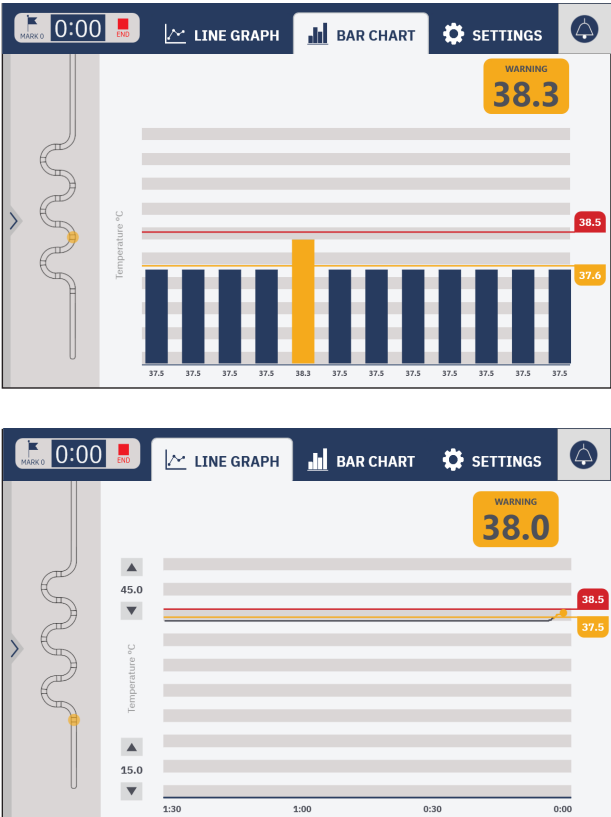 MARK 0 0:00 END LINE GRAPH BAR CHART SETTINGS
WARNING
38.3
38.5
37.6
Temperature °C
37.5 37.5 37.5 37.5 38.3 37.5 37.5 37.5 37.5 37.5 37.5 37.5
MARK 0 0:00 END LINE GRAPH BAR CHART SETTINGS
WARNING
38.0
45.0
38.5
37.5
Temperature °C
15.0
1:30 1:00 0:30 0:00